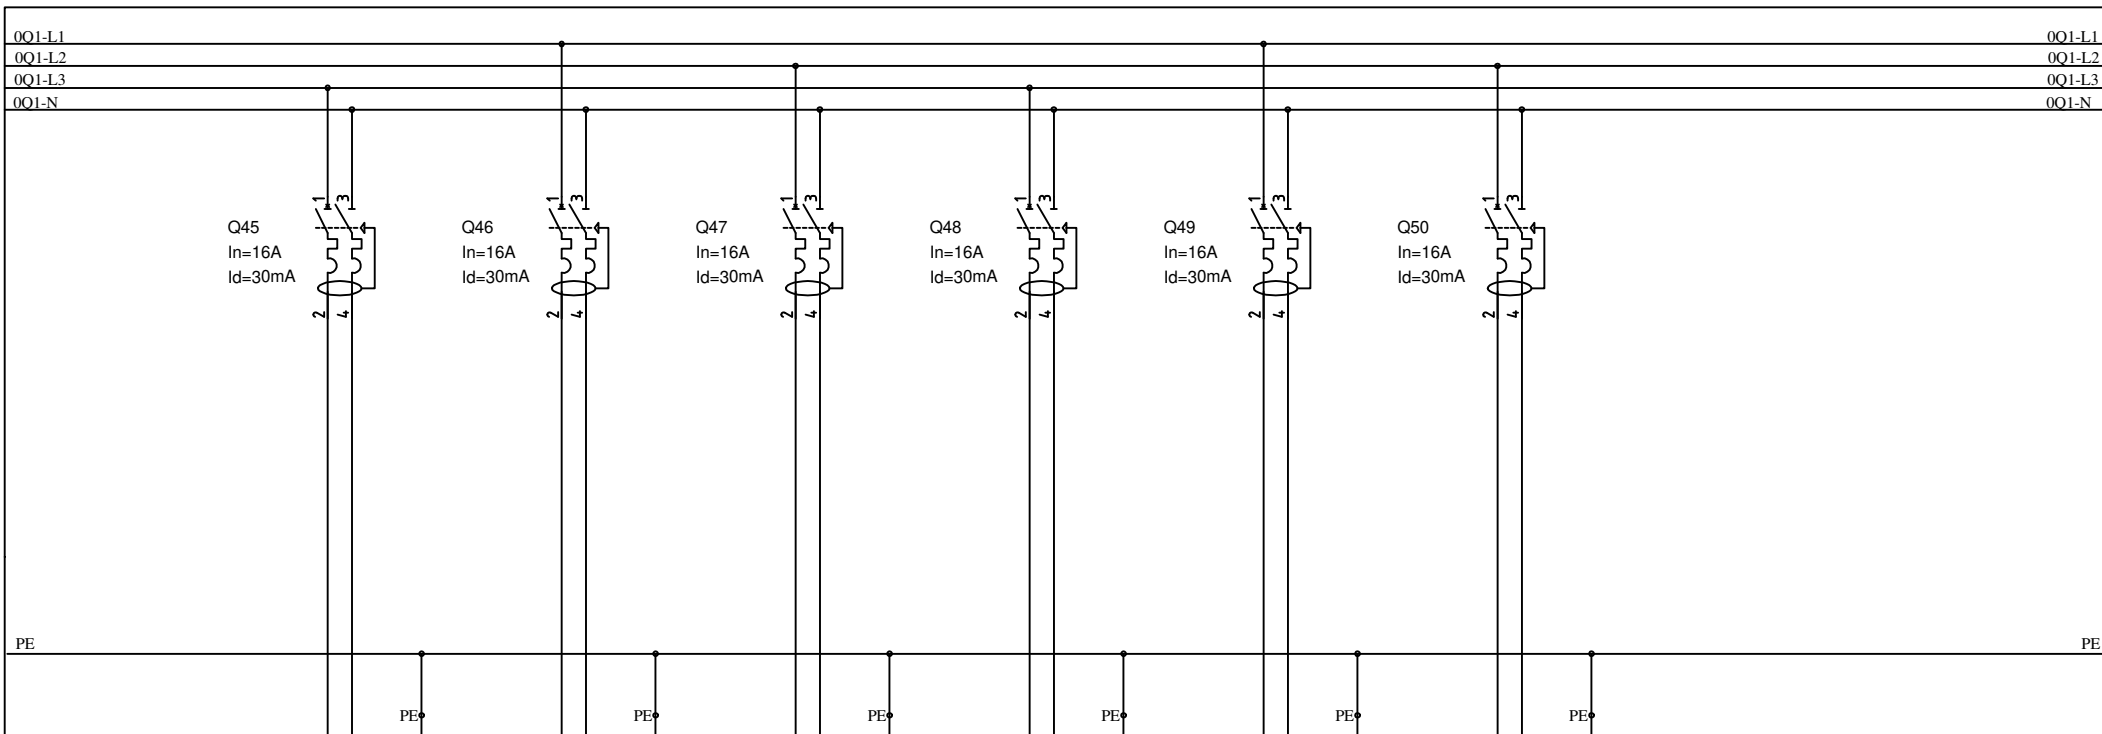 0Q1-L1 0Q1-L1
0Q1-L2 0Q1-L2
0Q1-L3 0Q1-L3
0Q1-N 0Q1-N
1 3 1 3 1 3 1 3 1 3 1 3
Q45 Q46 Q47 Q48 Q49 Q50
In=16A In=16A In=16A In=16A In=16A In=16A
Id=30mA Id=30mA Id=30mA Id=30mA Id=30mA Id=30mA
2 4 2 4 2 4 2 4 2 4 2 4
PE PE
PE PE PE PE PE PE